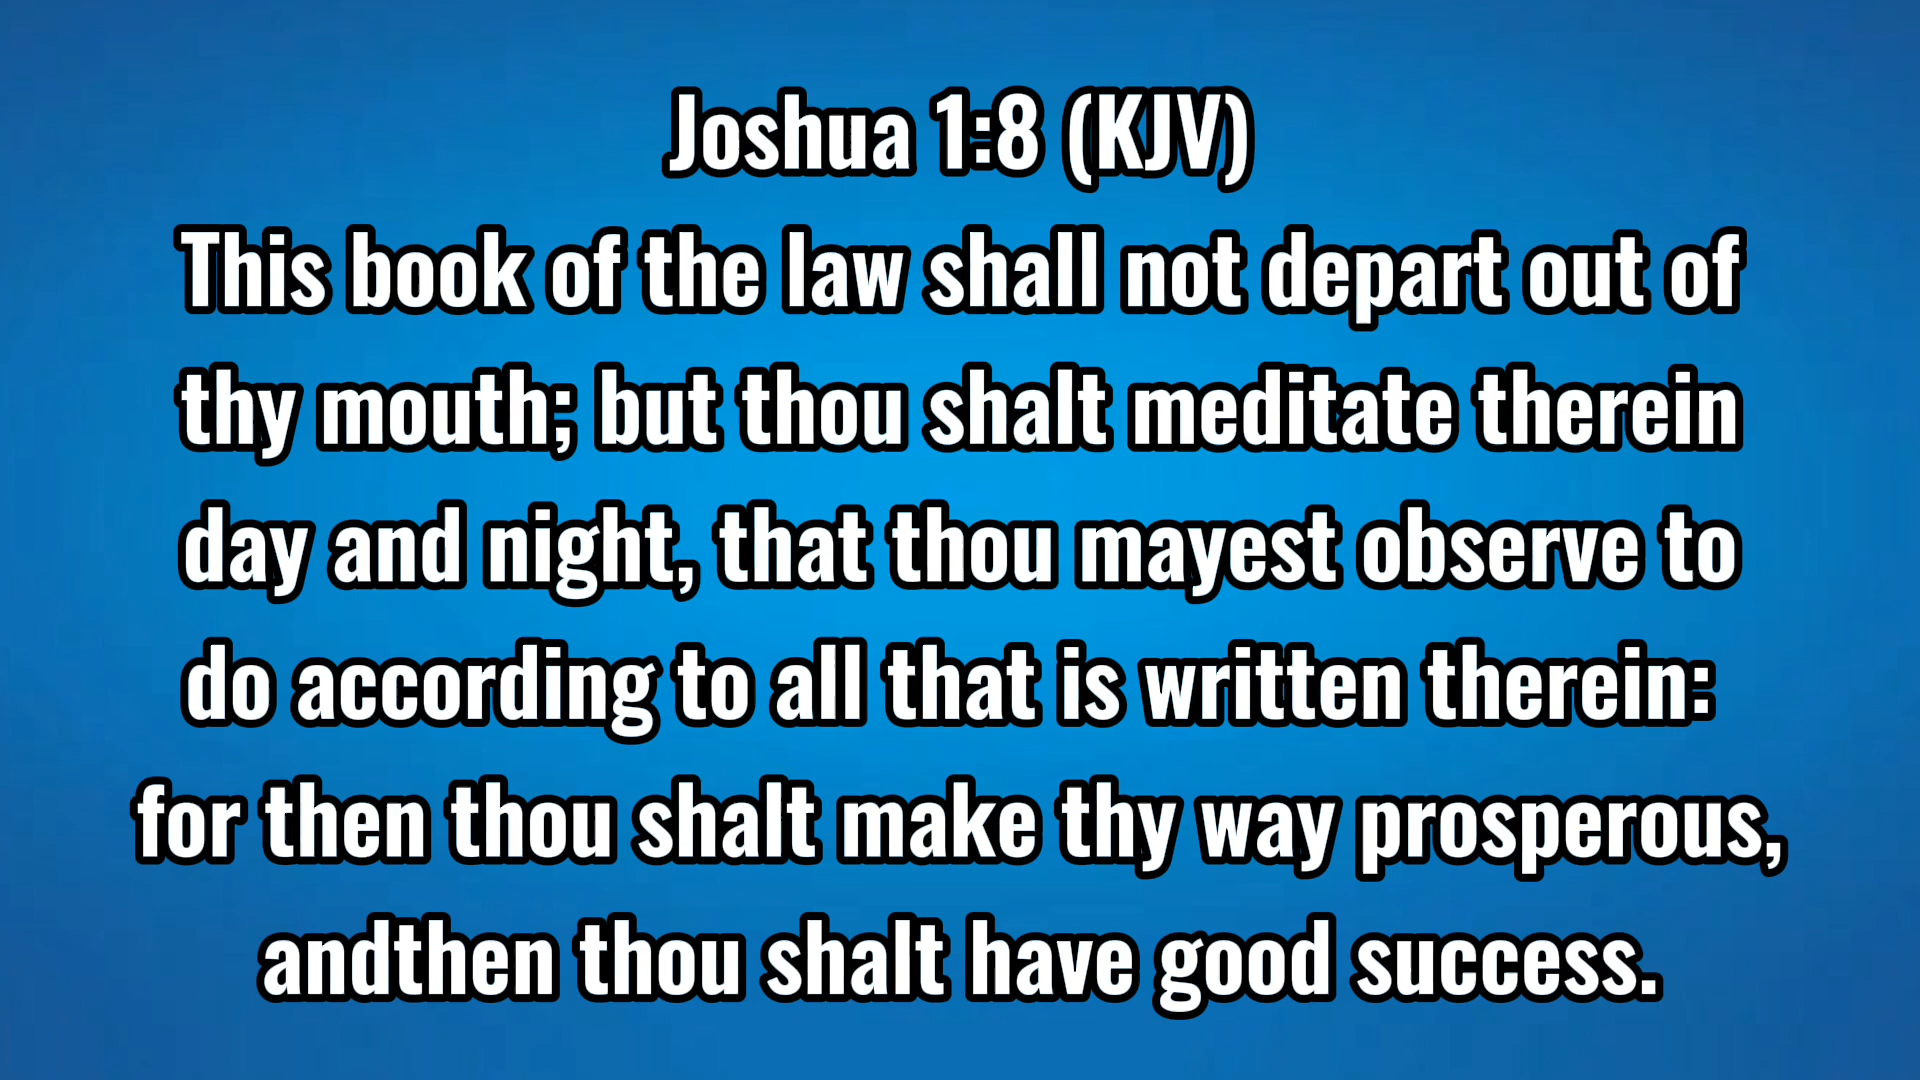 Joshua 1:8 (KJV)
This book of the law shall not depart out of
thy mouth; but thou shalt meditate therein
day and night, that thou mayest observe to
do according to all that is written therein:
for then thou shalt make thy way prosperous,
andthen thou shalt have good success.